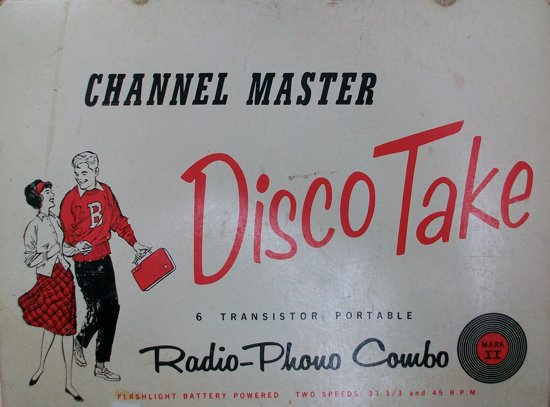 CHANNEL MASTER
Disco Take
B
6 TRANSISTOR PORTABLE
Radio-Phono Combo
MARK
II
FLASHLIGHT BATTERY POWERED TWO SPEEDS: 33 1/3 and 45 R.P.M.